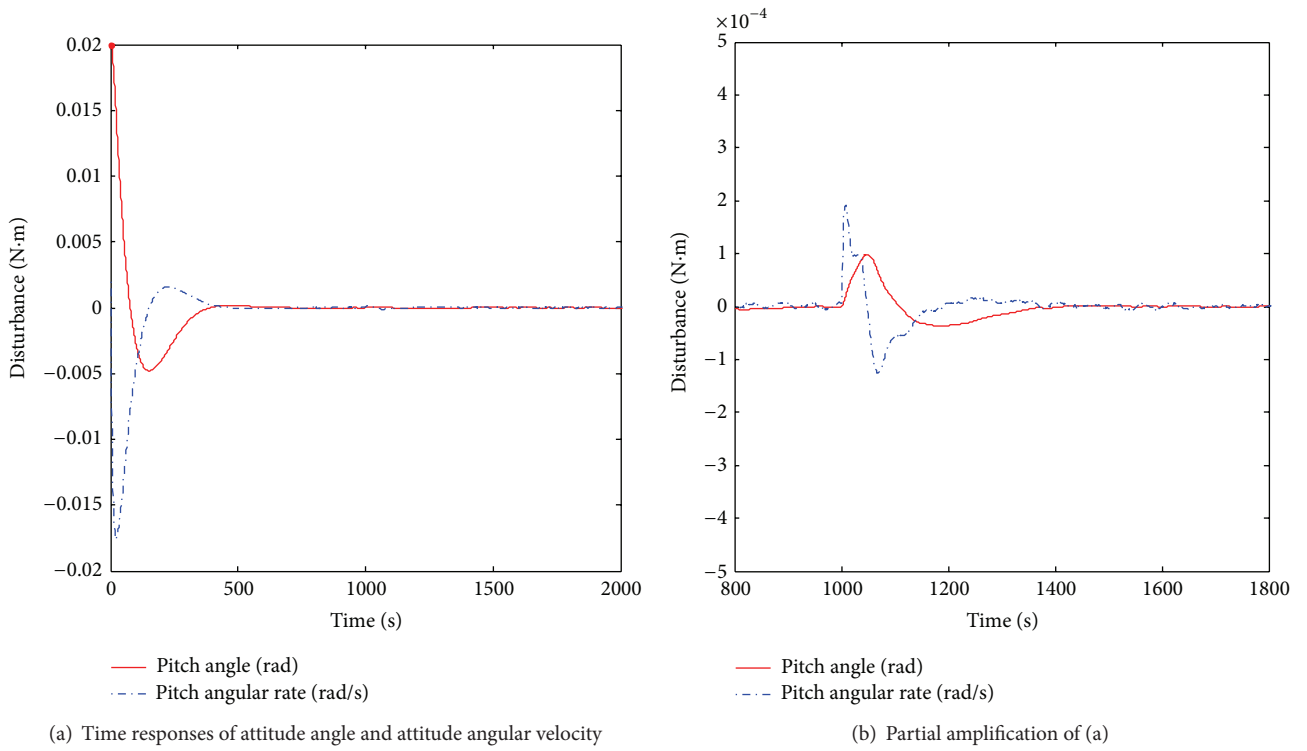 0.02
0.015
0.01
0.005
0
−0.005
−0.01
−0.015
−0.02
Disturbance (N·m)
0 500 1000 1500 2000
Time (s)
Pitch angle (rad)
Pitch angular rate (rad/s)
(a) Time responses of attitude angle and attitude angular velocity
×10−4
5
4
3
2
1
0
−1
−2
−3
−4
−5
Disturbance (N·m)
800 1000 1200 1400 1600 1800
Time (s)
Pitch angle (rad)
Pitch angular rate (rad/s)
(b) Partial amplification of (a)